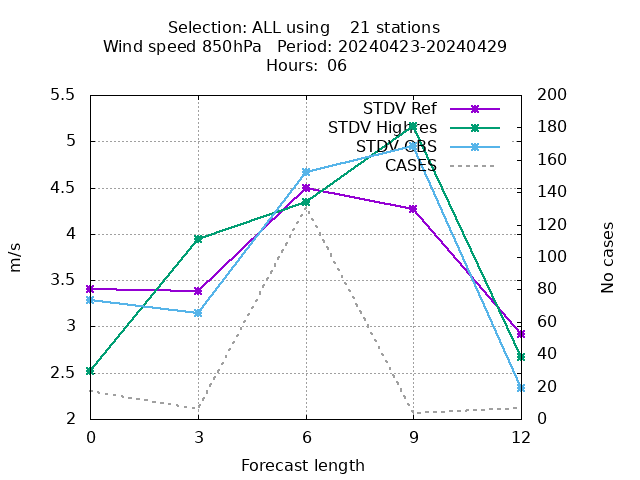 Selection: ALL using 21 stations
Wind speed 850hPa Period: 20240423-20240429
Hours: 06
STDV Ref
STDV Highres
STDV OBS
CASES
5.5
5
4.5
4
3.5
3
2.5
2
200
180
160
140
120
100
80
60
40
20
0
m/s
No cases
0 3 6 9 12
Forecast length